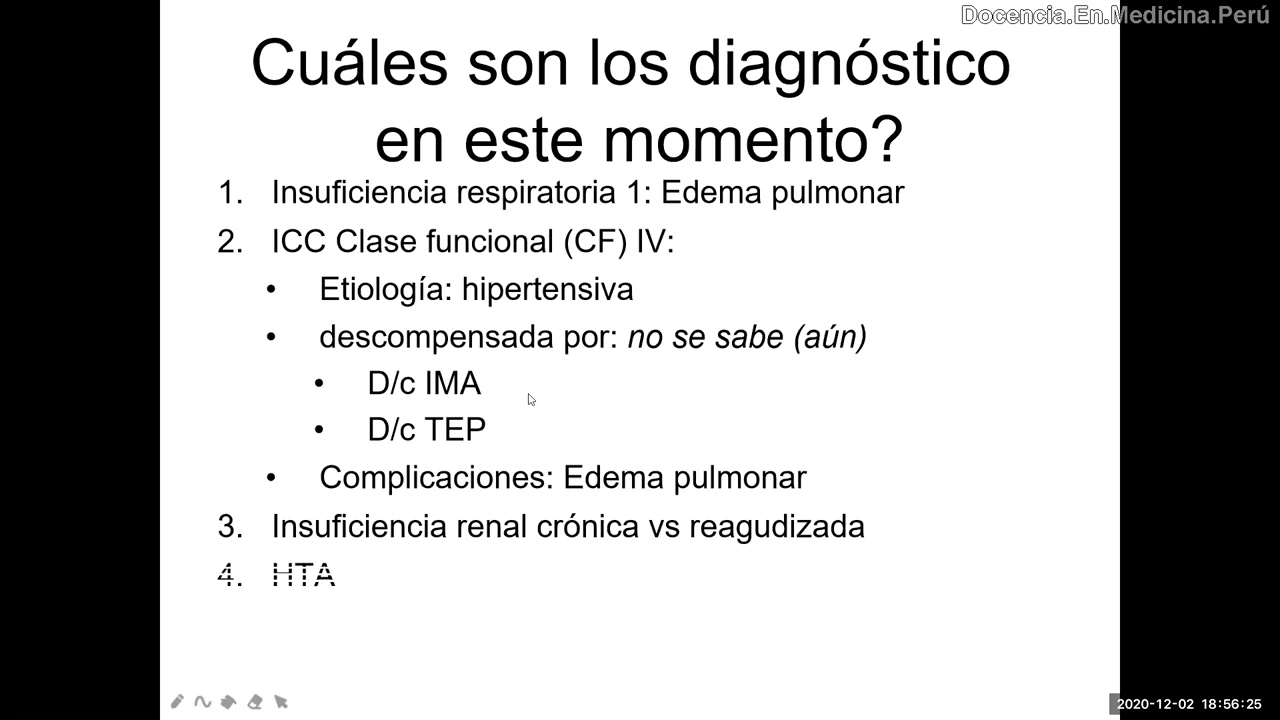 Docencia.En.Medicina.Perú
Cuáles son los diagnóstico
en este momento?
1. Insuficiencia respiratoria 1: Edema pulmonar
2. ICC Clase funcional (CF) IV:
• Etiología: hipertensiva
• descompensada por: no se sabe (aún)
• D/c IMA
• D/c TEP
• Complicaciones: Edema pulmonar
3. Insuficiencia renal crónica vs reagudizada
4. HTA
2020-12-02 18:56:25